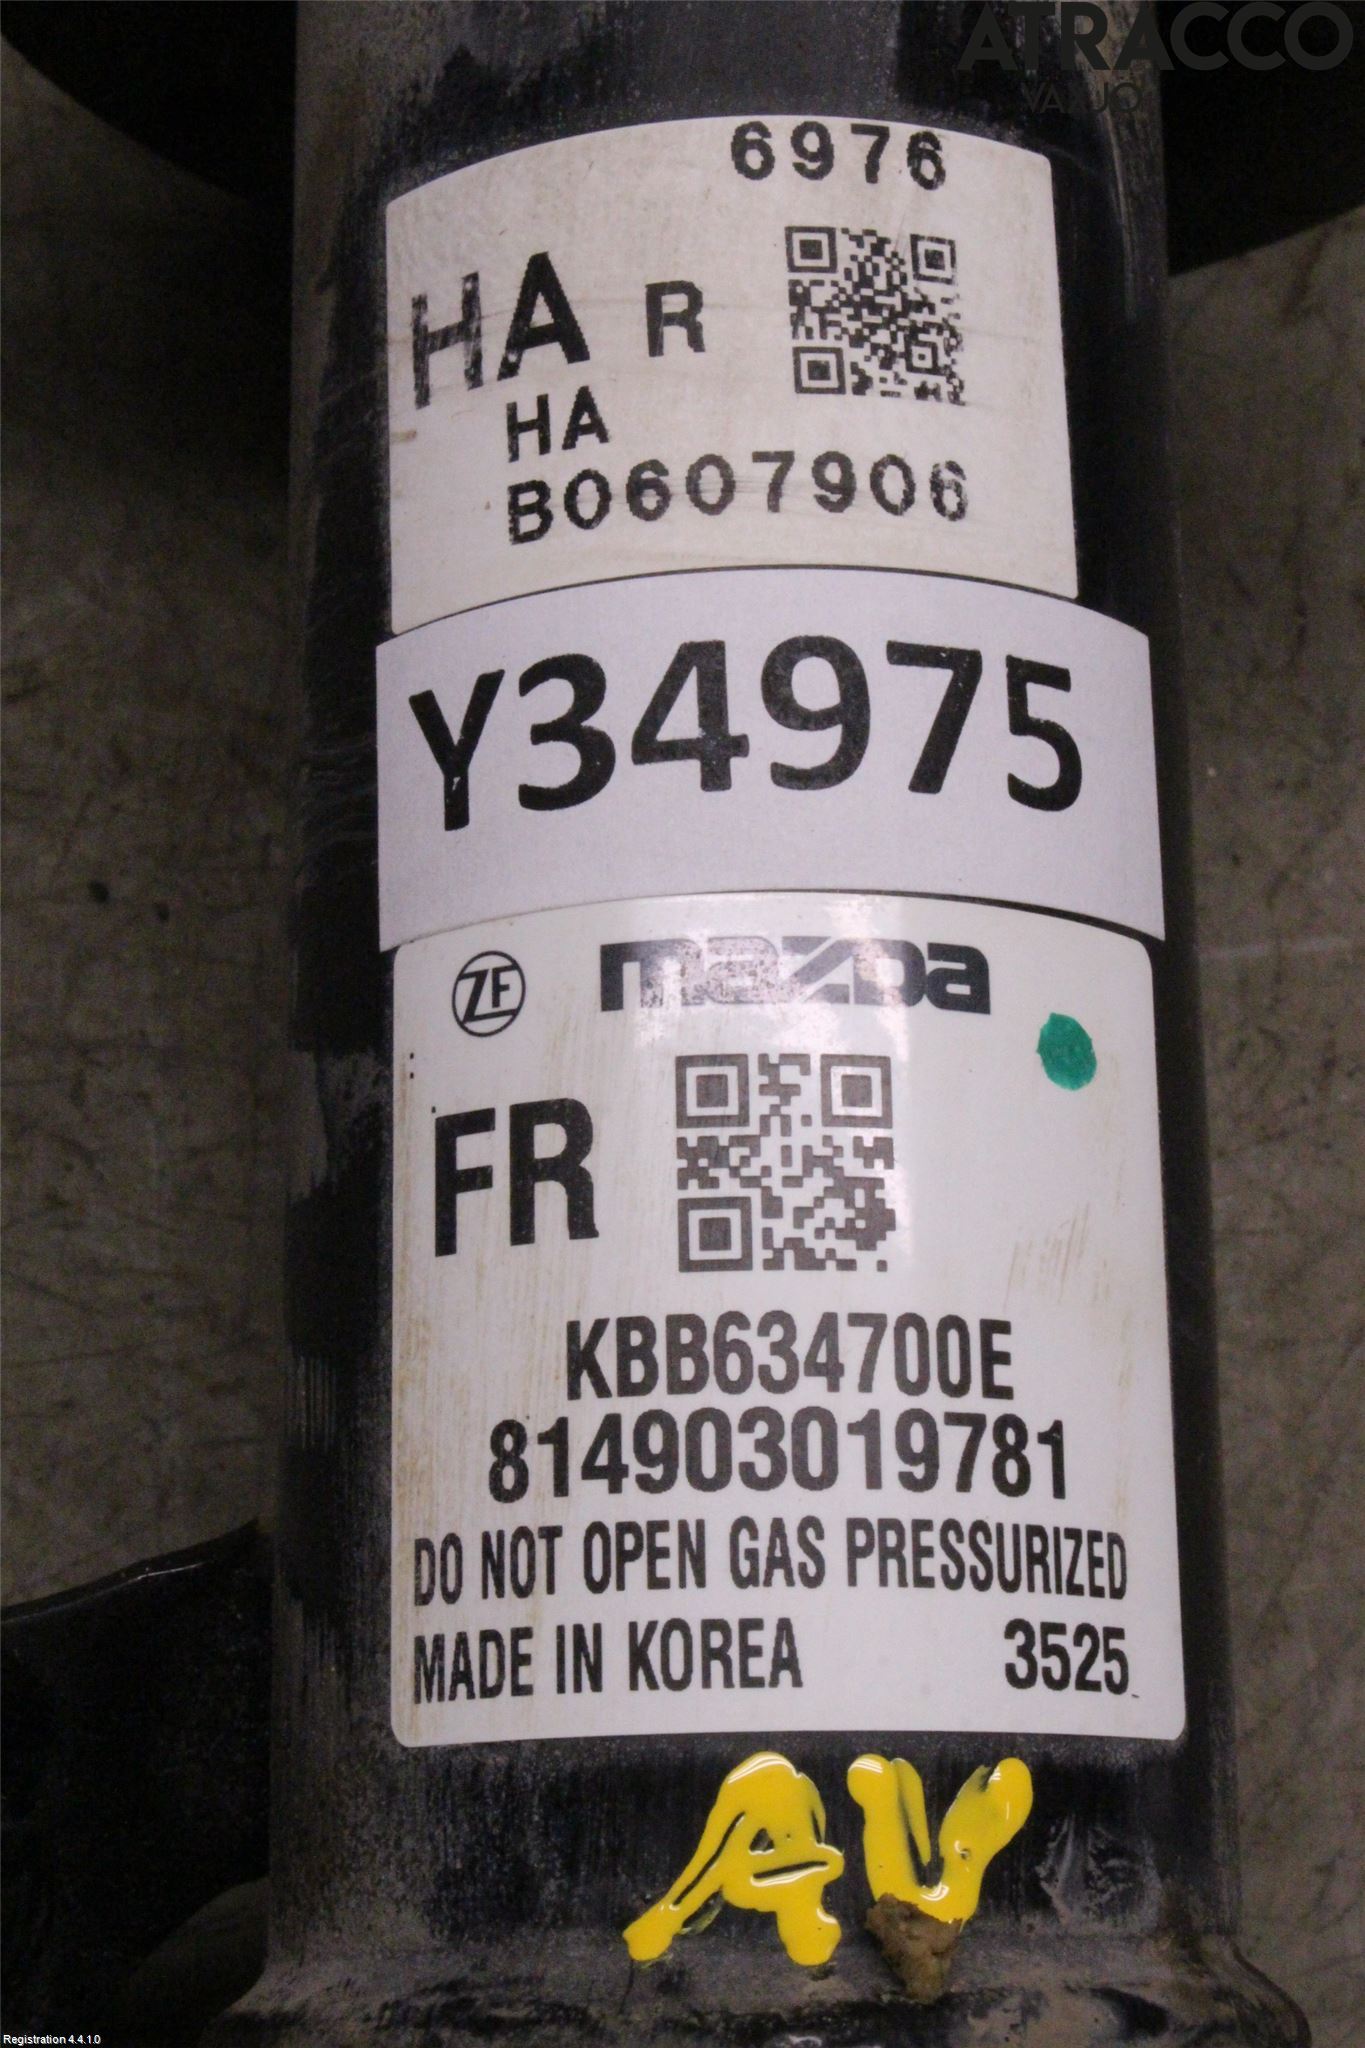 ATRACCO
VÄXJÖ
6976
HA R
HA
B0607906
Y34975
ZF mazda
FR
KBB634700E
814903019781
DO NOT OPEN GAS PRESSURIZED
MADE IN KOREA 3525
AV
Registration 4.4.1.0